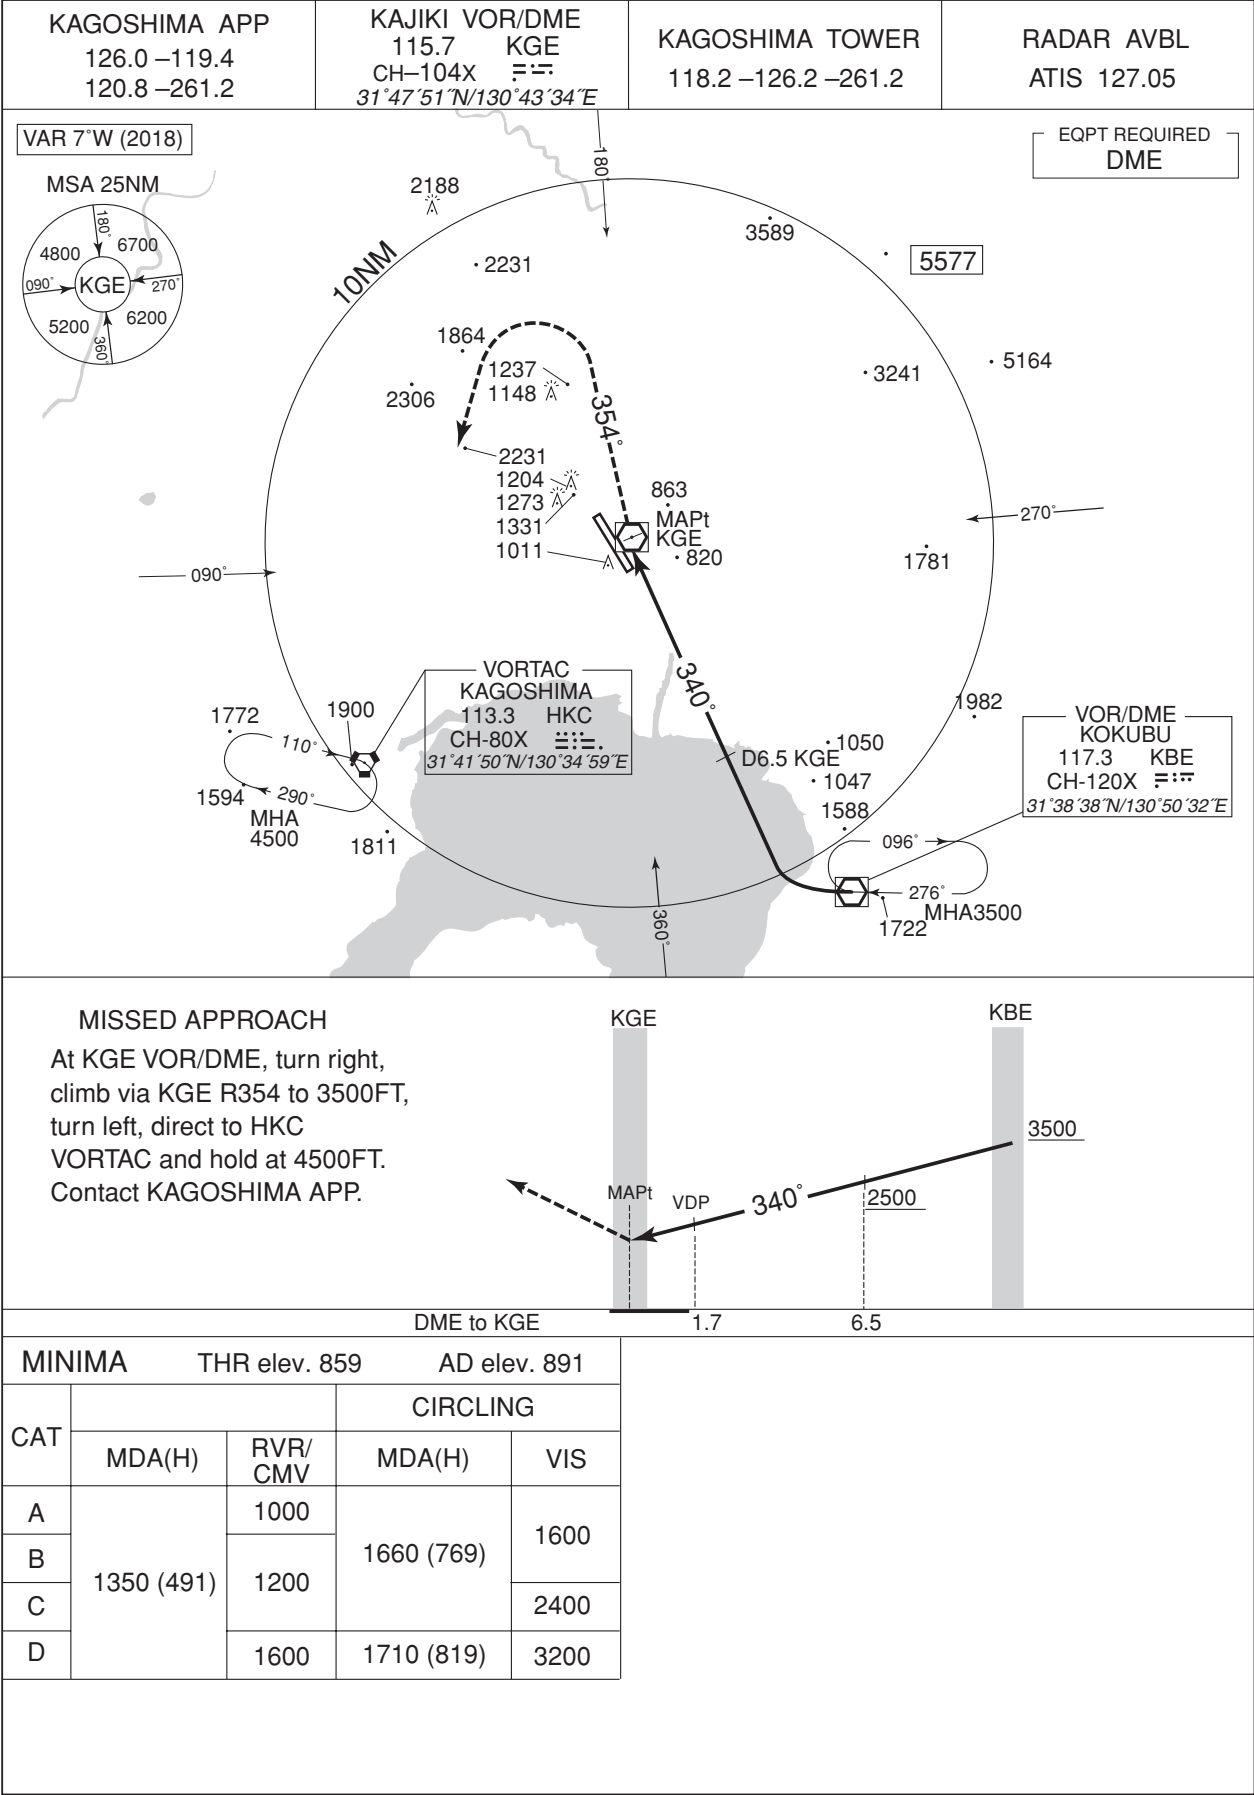 KAGOSHIMA APP
126.0 –119.4
120.8 –261.2
KAJIKI VOR/DME
115.7 KGE
CH–104X
31°47´51˝N/130°43´34˝E
KAGOSHIMA TOWER
118.2 –126.2 –261.2
RADAR AVBL
ATIS 127.05
VAR 7°W (2018)
EQPT REQUIRED
DME
MSA 25NM
180°
4800
6700
090°
KGE
270°
5200
6200
360°
180°
2188
3589
5577
10NM
2231
1864
1237
1148
3241
5164
2306
354°
2231
1204
1273
1331
1011
863
MAPt
KGE
820
270°
1781
090°
340°
VORTAC
KAGOSHIMA
113.3 HKC
CH-80X
31°41´50˝N/130°34´59˝E
1772
1900
110°
1982
VOR/DME
KOKUBU
117.3 KBE
CH-120X
31°38´38˝N/130°50´32˝E
1050
D6.5 KGE
1047
1594
290°
MHA
4500
1588
1811
096°
276°
MHA3500
1722
360°
MISSED APPROACH
At KGE VOR/DME, turn right,
climb via KGE R354 to 3500FT,
turn left, direct to HKC
VORTAC and hold at 4500FT.
Contact KAGOSHIMA APP.
KGE
KBE
3500
MAPt
VDP
340°
2500
DME to KGE
1.7
6.5
MINIMA THR elev. 859 AD elev. 891
CAT
CIRCLING
MDA(H)
RVR/
CMV
MDA(H)
VIS
A
1000
B
1350 (491)
1200
1660 (769)
1600
C
2400
D
1600
1710 (819)
3200